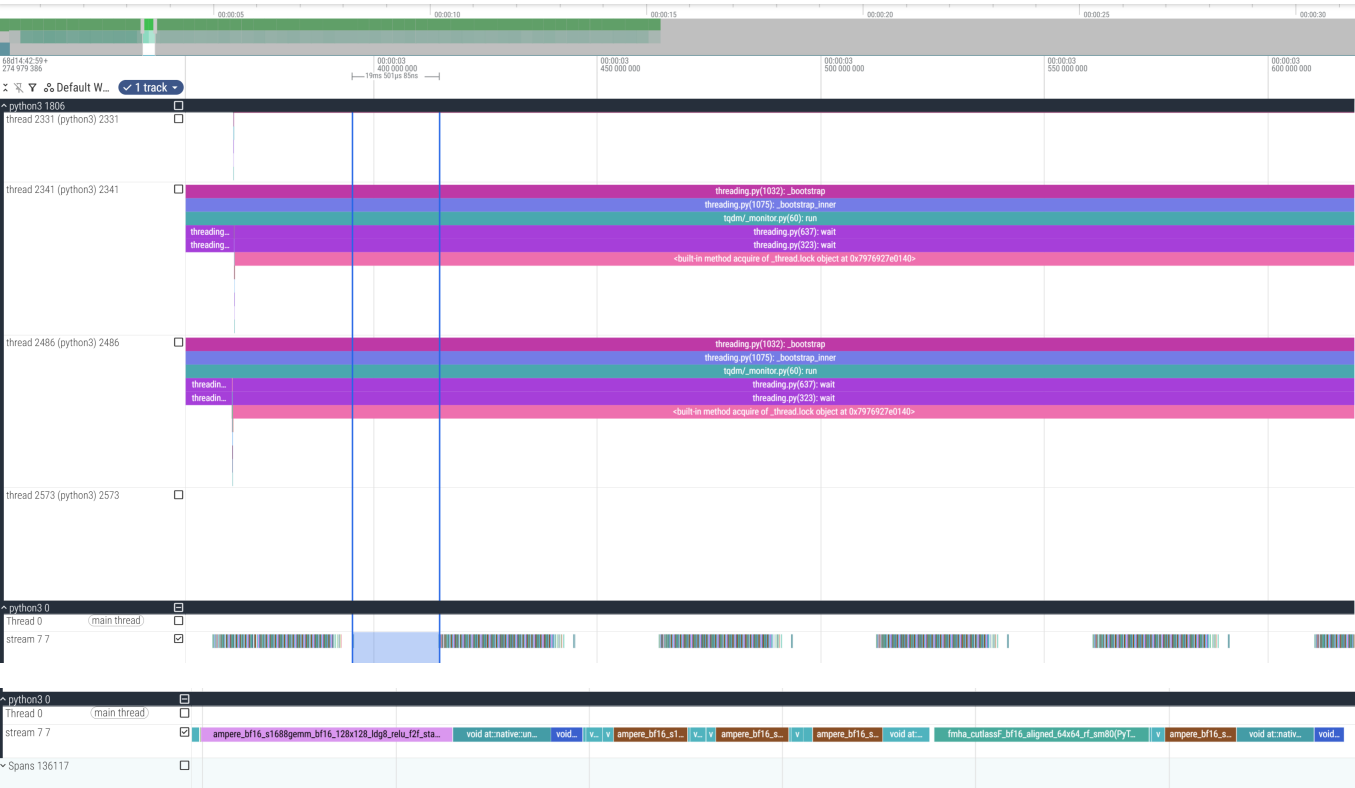 00:00:05 00:00:10 00:00:15 00:00:20 00:00:25 00:00:30
68d14:42:59+ 00:00:03 00:00:03 00:00:03 00:00:03 00:00:03
274 979 386 400 000 000 450 000 000 500 000 000 550 000 000 600 000 000
19ms 501µs 85ns
Default W... 1 track
python3 1806
thread 2331 (python3) 2331
thread 2341 (python3) 2341
threading.py(1032): _bootstrap
threading.py(1075): _bootstrap_inner
tqdm/_monitor.py(60): run
threading... threading.py(637): wait
threading... threading.py(323): wait
<built-in method acquire of _thread.lock object at 0x7976927e0140>
thread 2486 (python3) 2486
threading.py(1032): _bootstrap
threading.py(1075): _bootstrap_inner
tqdm/_monitor.py(60): run
threadin... threading.py(637): wait
threadin... threading.py(323): wait
<built-in method acquire of _thread.lock object at 0x7976927e0140>
thread 2573 (python3) 2573
python3 0
Thread 0 (main thread)
stream 7 7
python3 0
Thread 0 (main thread)
stream 7 7 ampere_bf16_s1688gemm_bf16_128x128_ldg8_relu_f2f_sta... void at::native::un... void... v... v ampere_bf16_s1... v... v ampere_bf16_s... v ampere_bf16_s... void at:... fmha_cutlassF_bf16_aligned_64x64_rf_sm80(PyT... v ampere_bf16_s... void at::nativ... void...
Spans 136117